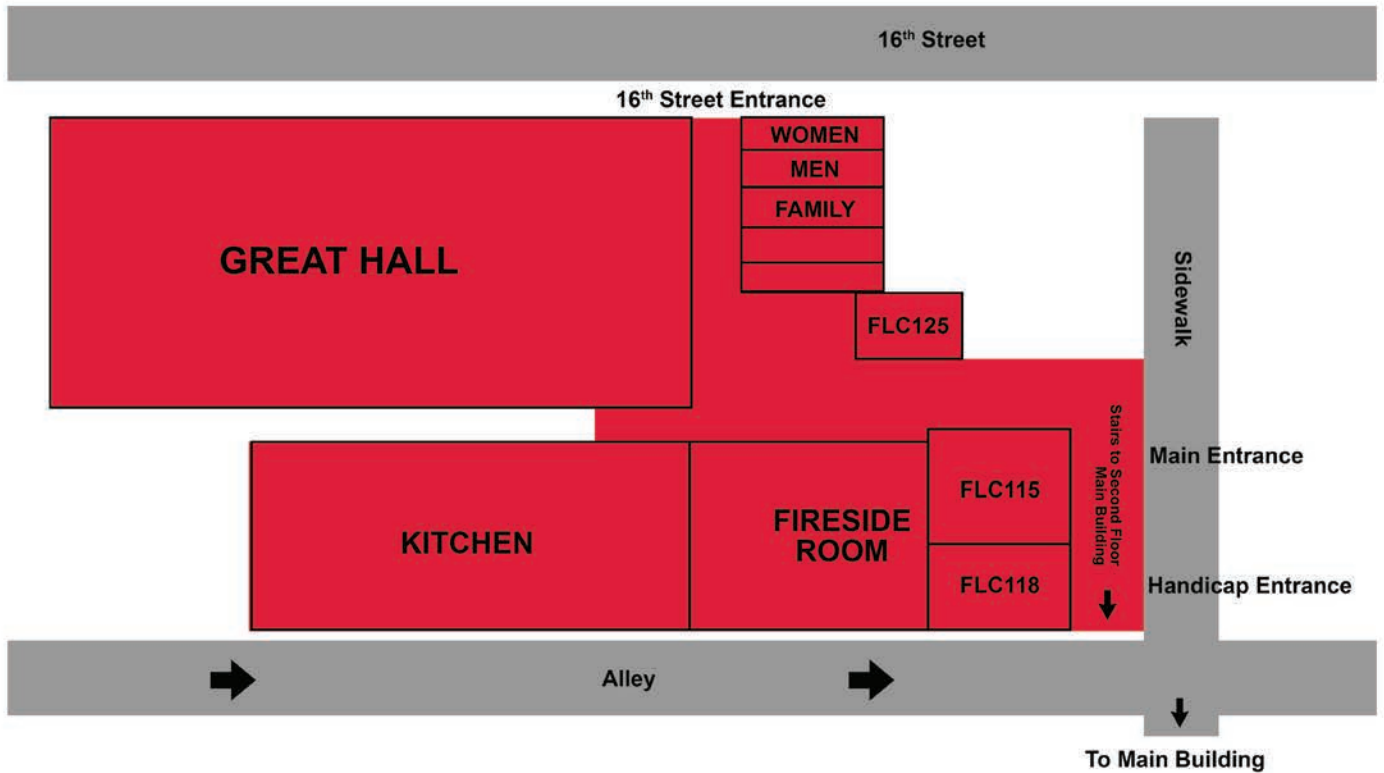 16th Street
16th Street Entrance
WOMEN
MEN
FAMILY
GREAT HALL
FLC125
Sidewalk
Stairs to Second Floor
Main Building
Main Entrance
FLC115
KITCHEN
FIRESIDE
ROOM
FLC118
Handicap Entrance
Alley
To Main Building